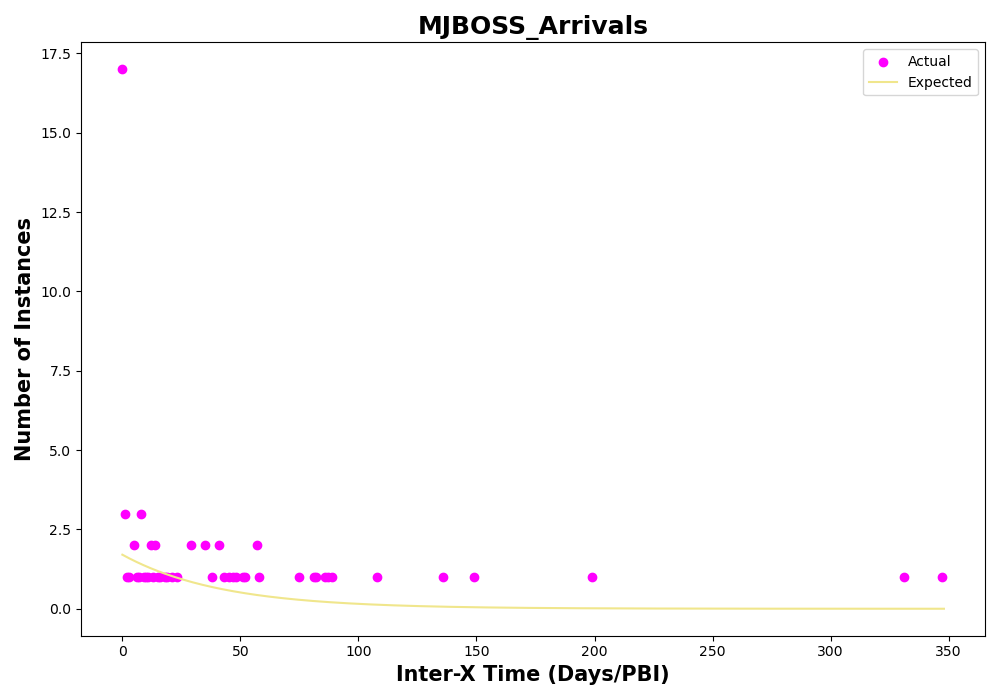 MJBOSS_Arrivals
17.5
15.0
12.5
10.0
7.5
5.0
2.5
0.0
Number of Instances
Actual
Expected
0 50 100 150 200 250 300 350
Inter-X Time (Days/PBI)